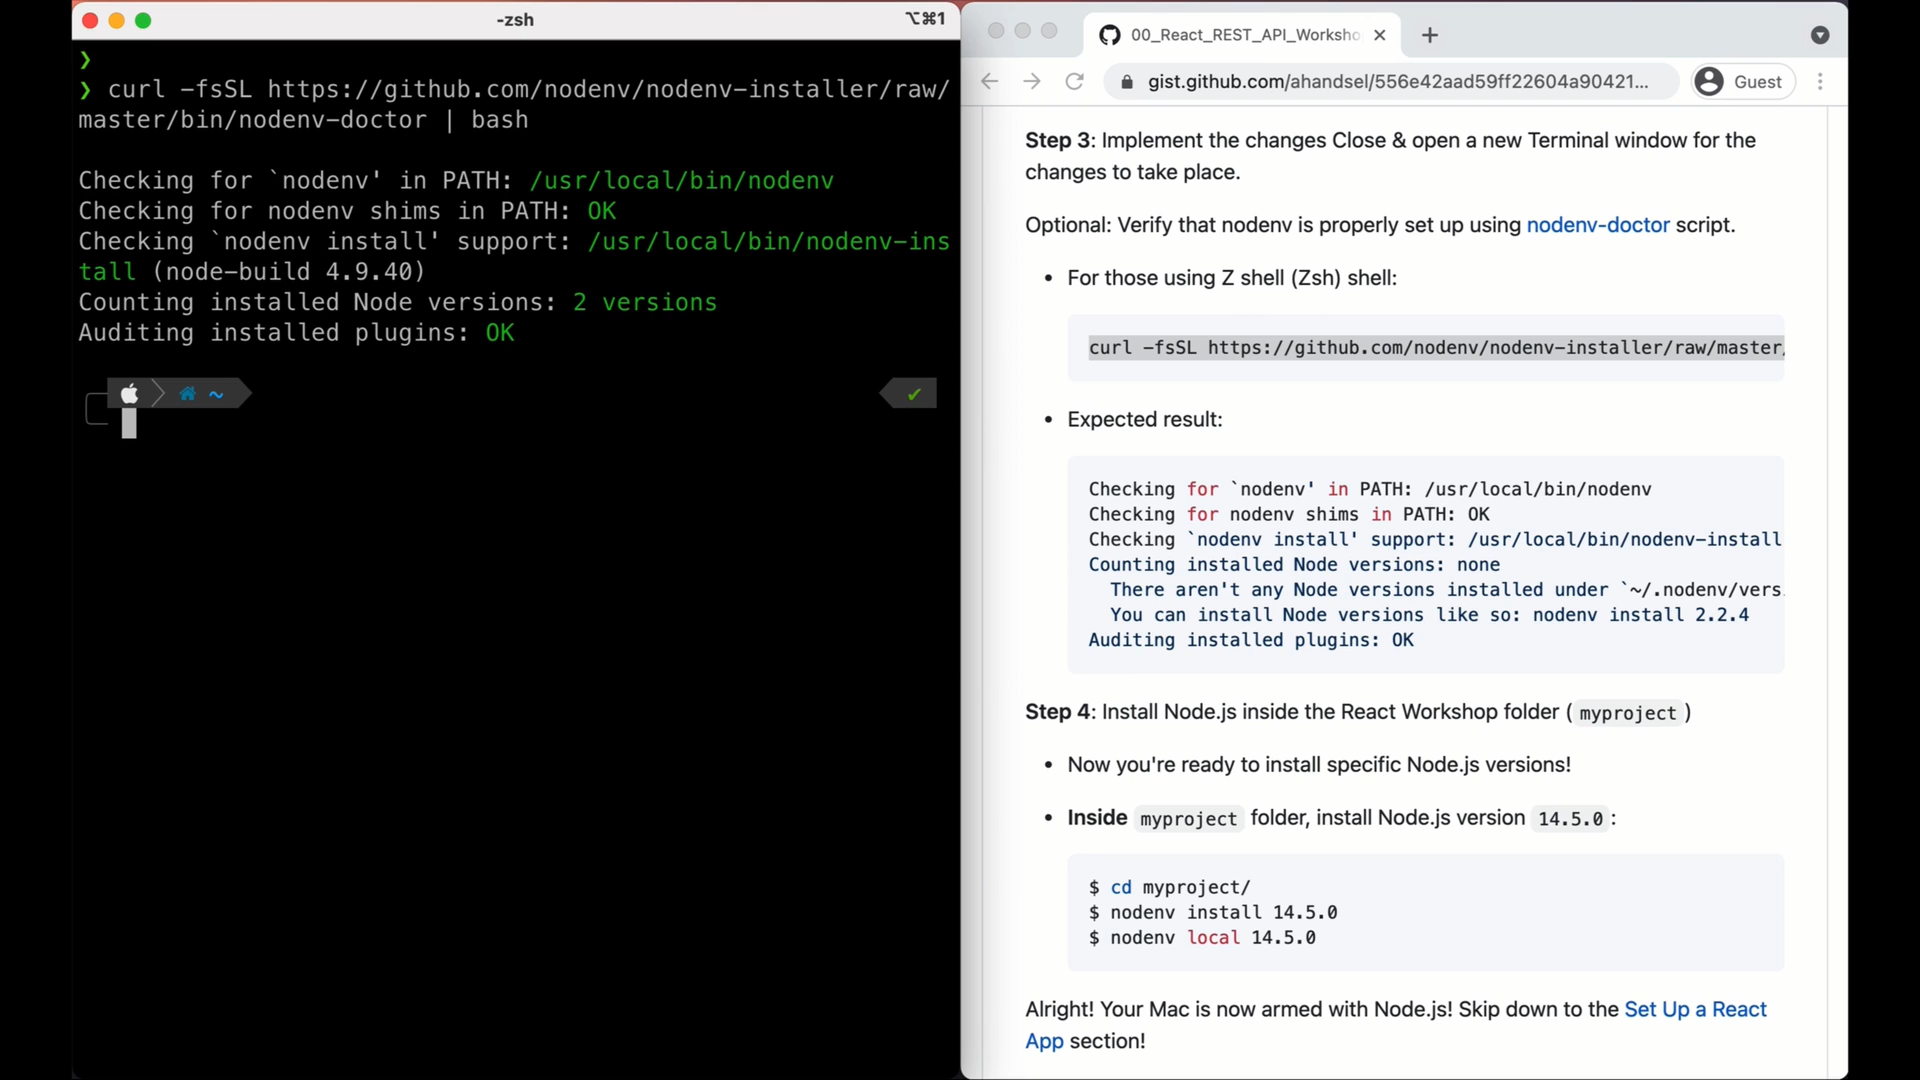 -zsh
⌥⌘1
❯
❯ curl -fsSL https://github.com/nodenv/nodenv-installer/raw/
master/bin/nodenv-doctor | bash
Checking for `nodenv' in PATH: /usr/local/bin/nodenv
Checking for nodenv shims in PATH: OK
Checking `nodenv install' support: /usr/local/bin/nodenv-ins
tall (node-build 4.9.40)
Counting installed Node versions: 2 versions
Auditing installed plugins: OK
~ ✔
00_React_REST_API_Worksho
gist.github.com/ahandsel/556e42aad59ff22604a90421...
Guest
Step 3: Implement the changes Close & open a new Terminal window for the
changes to take place.
Optional: Verify that nodenv is properly set up using nodenv-doctor script.
• For those using Z shell (Zsh) shell:
curl -fsSL https://github.com/nodenv/nodenv-installer/raw/master/
• Expected result:
Checking for `nodenv' in PATH: /usr/local/bin/nodenv
Checking for nodenv shims in PATH: OK
Checking `nodenv install' support: /usr/local/bin/nodenv-install
Counting installed Node versions: none
There aren't any Node versions installed under `~/.nodenv/vers
You can install Node versions like so: nodenv install 2.2.4
Auditing installed plugins: OK
Step 4: Install Node.js inside the React Workshop folder ( myproject )
• Now you're ready to install specific Node.js versions!
• Inside myproject folder, install Node.js version 14.5.0 :
$ cd myproject/
$ nodenv install 14.5.0
$ nodenv local 14.5.0
Alright! Your Mac is now armed with Node.js! Skip down to the Set Up a React
App section!